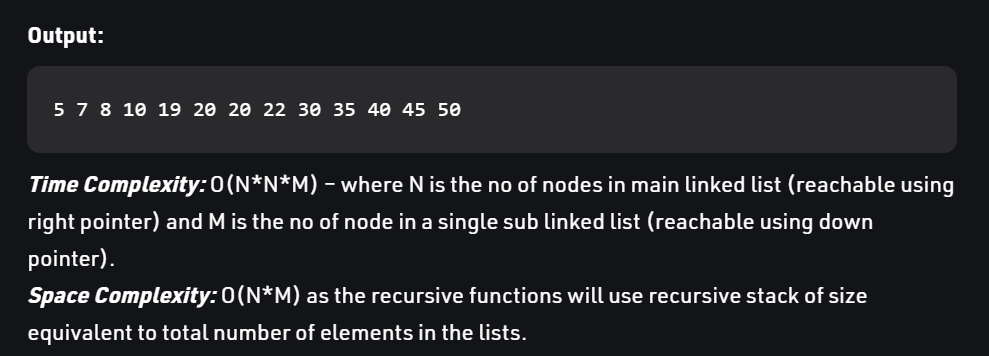 Output:
5 7 8 10 19 20 20 22 30 35 40 45 50
Time Complexity: O(N*N*M) – where N is the no of nodes in main linked list (reachable using
right pointer) and M is the no of node in a single sub linked list (reachable using down
pointer).
Space Complexity: O(N*M) as the recursive functions will use recursive stack of size
equivalent to total number of elements in the lists.